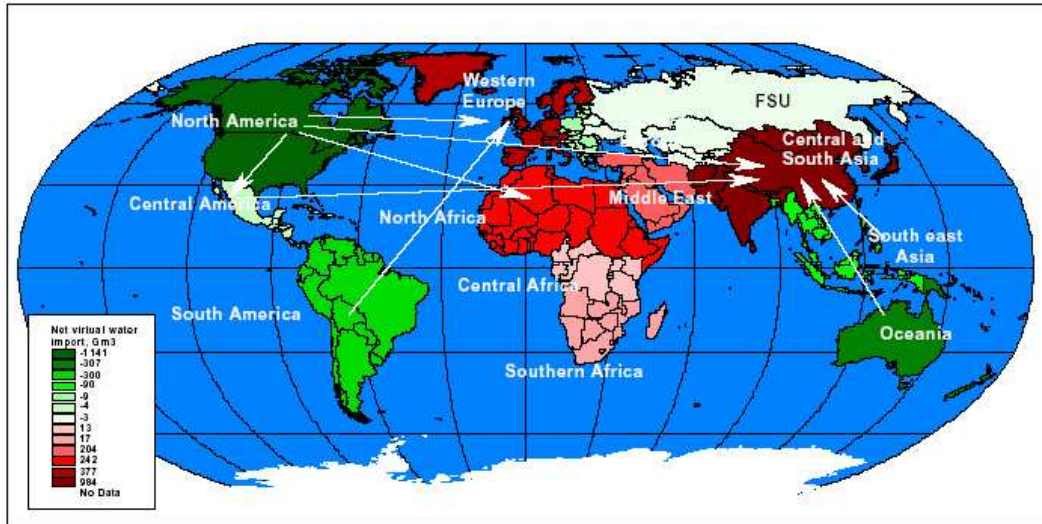 Western
Europe
FSU
North America
Central and
South Asia
Central America
North Africa
Middle East
South east
Asia
Central Africa
South America
Oceania
Southern Africa
Net virtual water
import, Gm3
-1141
-307
-300
-90
-9
-4
-3
13
17
204
242
377
984
No Data